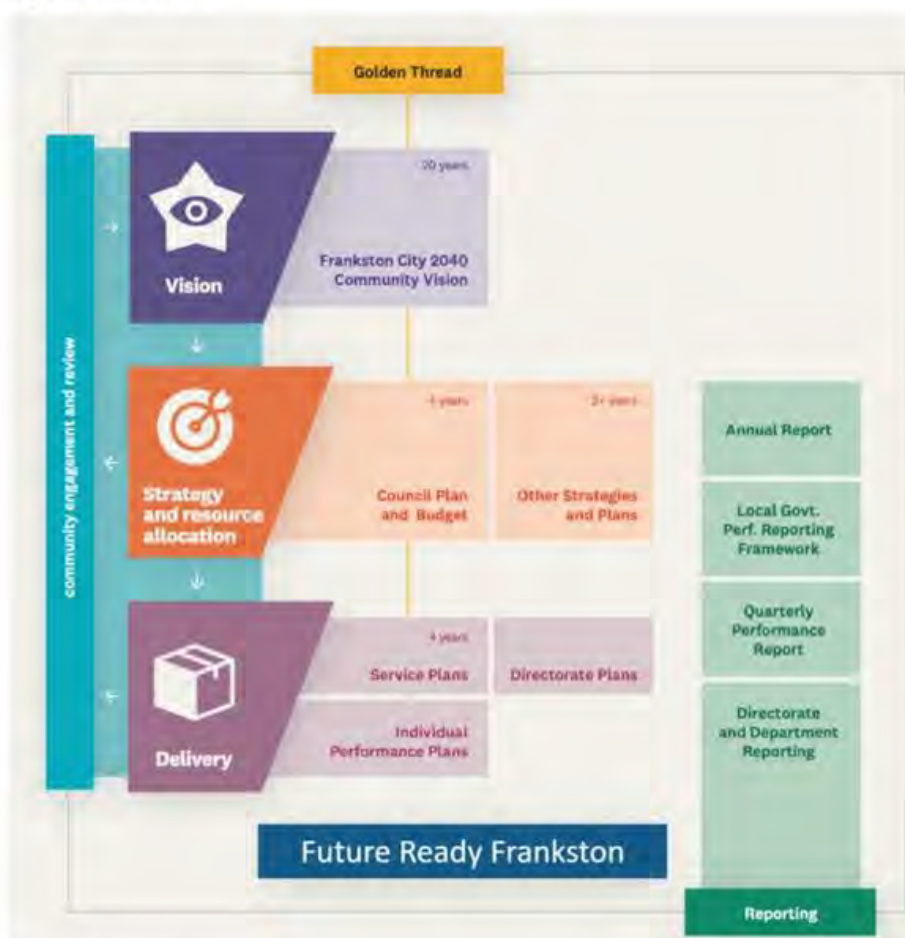 Golden Thread
community engagement and review
Vision
20 years
Frankston City 2040
Community Vision
Strategy
and resource
allocation
4 years
Council Plan
and Budget
2+ years
Other Strategies
and Plans
Delivery
4 years
Service Plans
Directorate Plans
Individual
Performance Plans
Annual Report
Local Govt.
Perf. Reporting
Framework
Quarterly
Performance
Report
Directorate
and Department
Reporting
Reporting
Future Ready Frankston